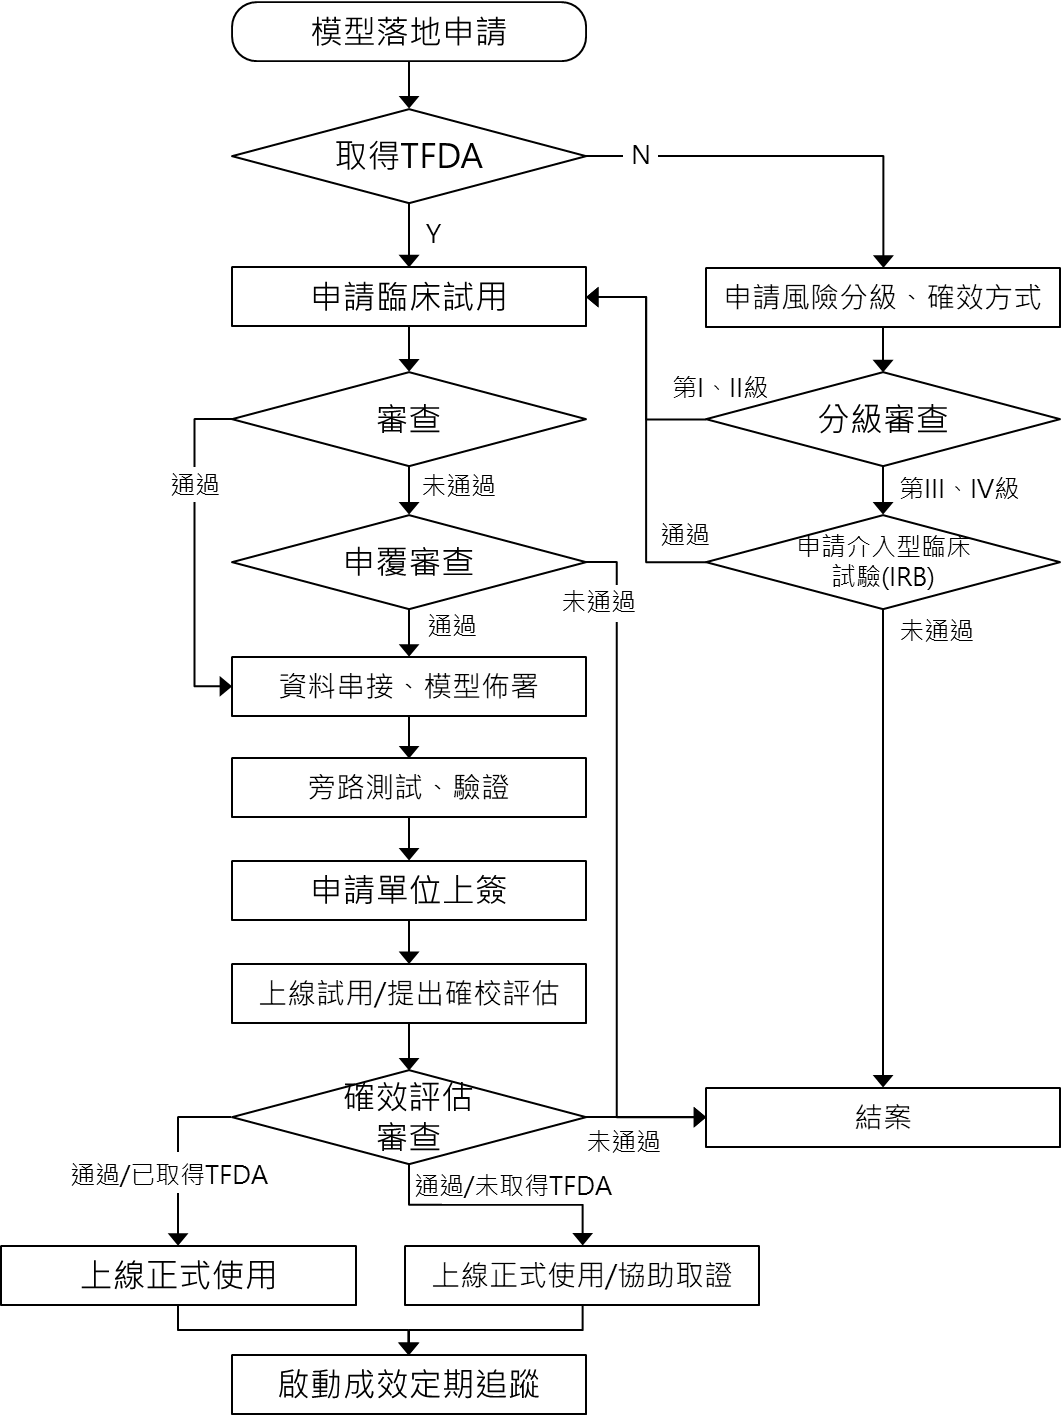 模型落地申請
取得TFDA
N
Y
申請臨床試用
申請風險分級、確效方式
第I、II級
審查
分級審查
通過
未通過
第III、IV級
通過
申覆審查
申請介入型臨床
試驗(IRB)
未通過
通過
未通過
資料串接、模型佈署
旁路測試、驗證
申請單位上簽
上線試用/提出確校評估
確效評估
審查
結案
未通過
通過/已取得TFDA
通過/未取得TFDA
上線正式使用
上線正式使用/協助取證
啟動成效定期追蹤